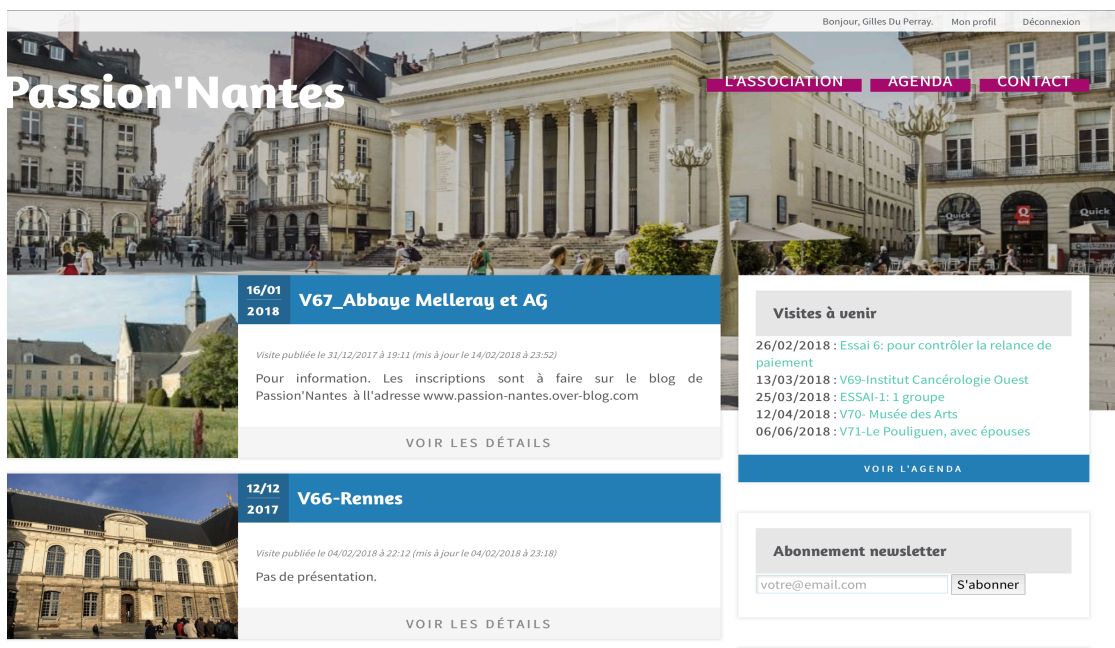 Bonjour, Gilles Du Perray. Mon profil Déconnexion
Passion'Nantes
L'ASSOCIATION AGENDA CONTACT
Quick
Quick
Quick
16/01
2018
V67_Abbaye Melleray et AG
Visite publiée le 31/12/2017 à 19:11 (mis à jour le 14/02/2018 à 23:52)
Pour information. Les inscriptions sont à faire sur le blog de
Passion'Nantes à ll'adresse www.passion-nantes.over-blog.com
VOIR LES DÉTAILS
12/12
2017
V66-Rennes
Visite publiée le 04/02/2018 à 22:12 (mis à jour le 04/02/2018 à 23:18)
Pas de présentation.
VOIR LES DÉTAILS
Visites à venir
26/02/2018 : Essai 6: pour contrôler la relance de
paiement
13/03/2018 : V69-Institut Cancérologie Ouest
25/03/2018 : ESSAI-1: 1 groupe
12/04/2018 : V70- Musée des Arts
06/06/2018 : V71-Le Pouliguen, avec épouses
VOIR L'AGENDA
Abonnement newsletter
votre@email.com S'abonner